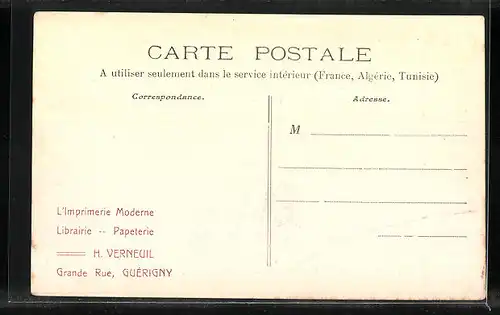 CARTE POSTALE
A utiliser seulement dans le service intérieur (France, Algérie, Tunisie)
Correspondance.
Adresse.
M
L'Imprimerie Moderne
Librairie -- Papeterie
H. VERNEUIL
Grande Rue, GUÉRIGNY